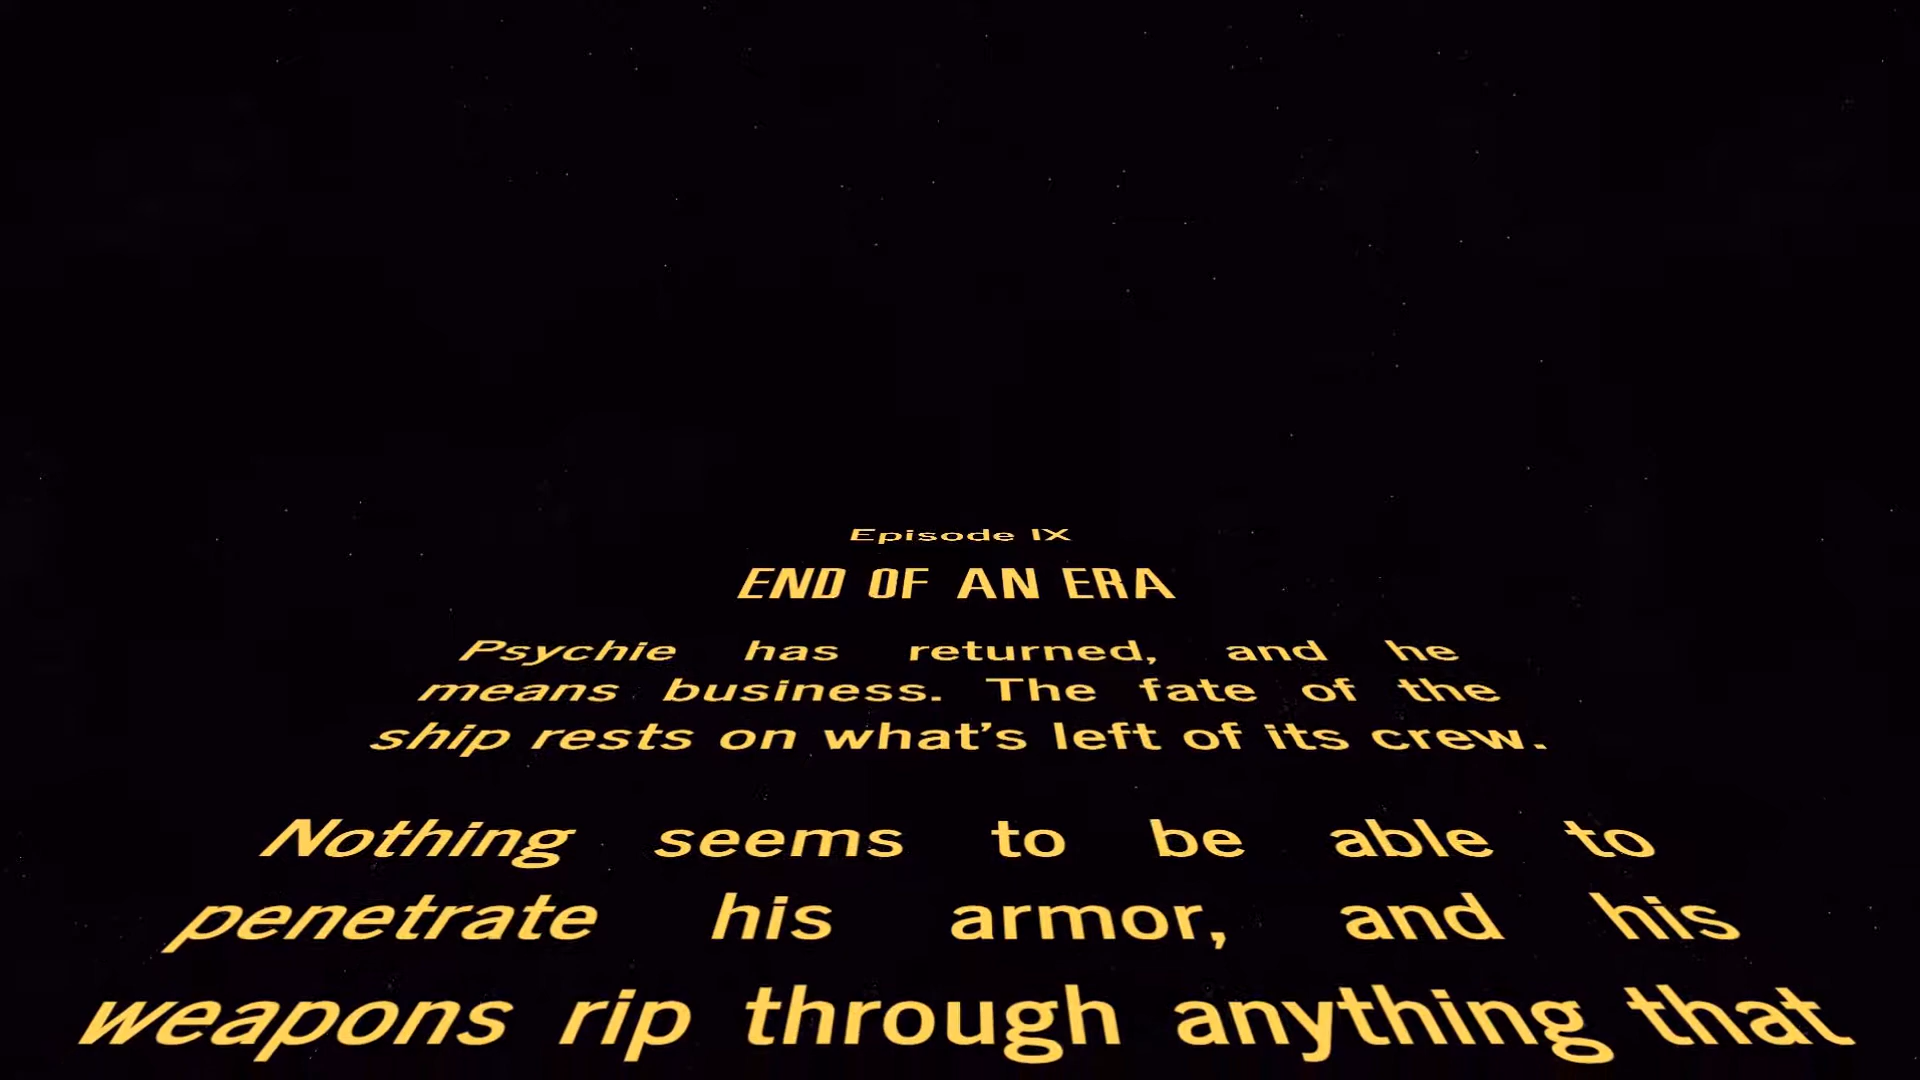 Episode IX
END OF AN ERA
Psychie has returned, and he
means business. The fate of the
ship rests on what's left of its crew.
Nothing seems to be able to
penetrate his armor, and his
weapons rip through anything that